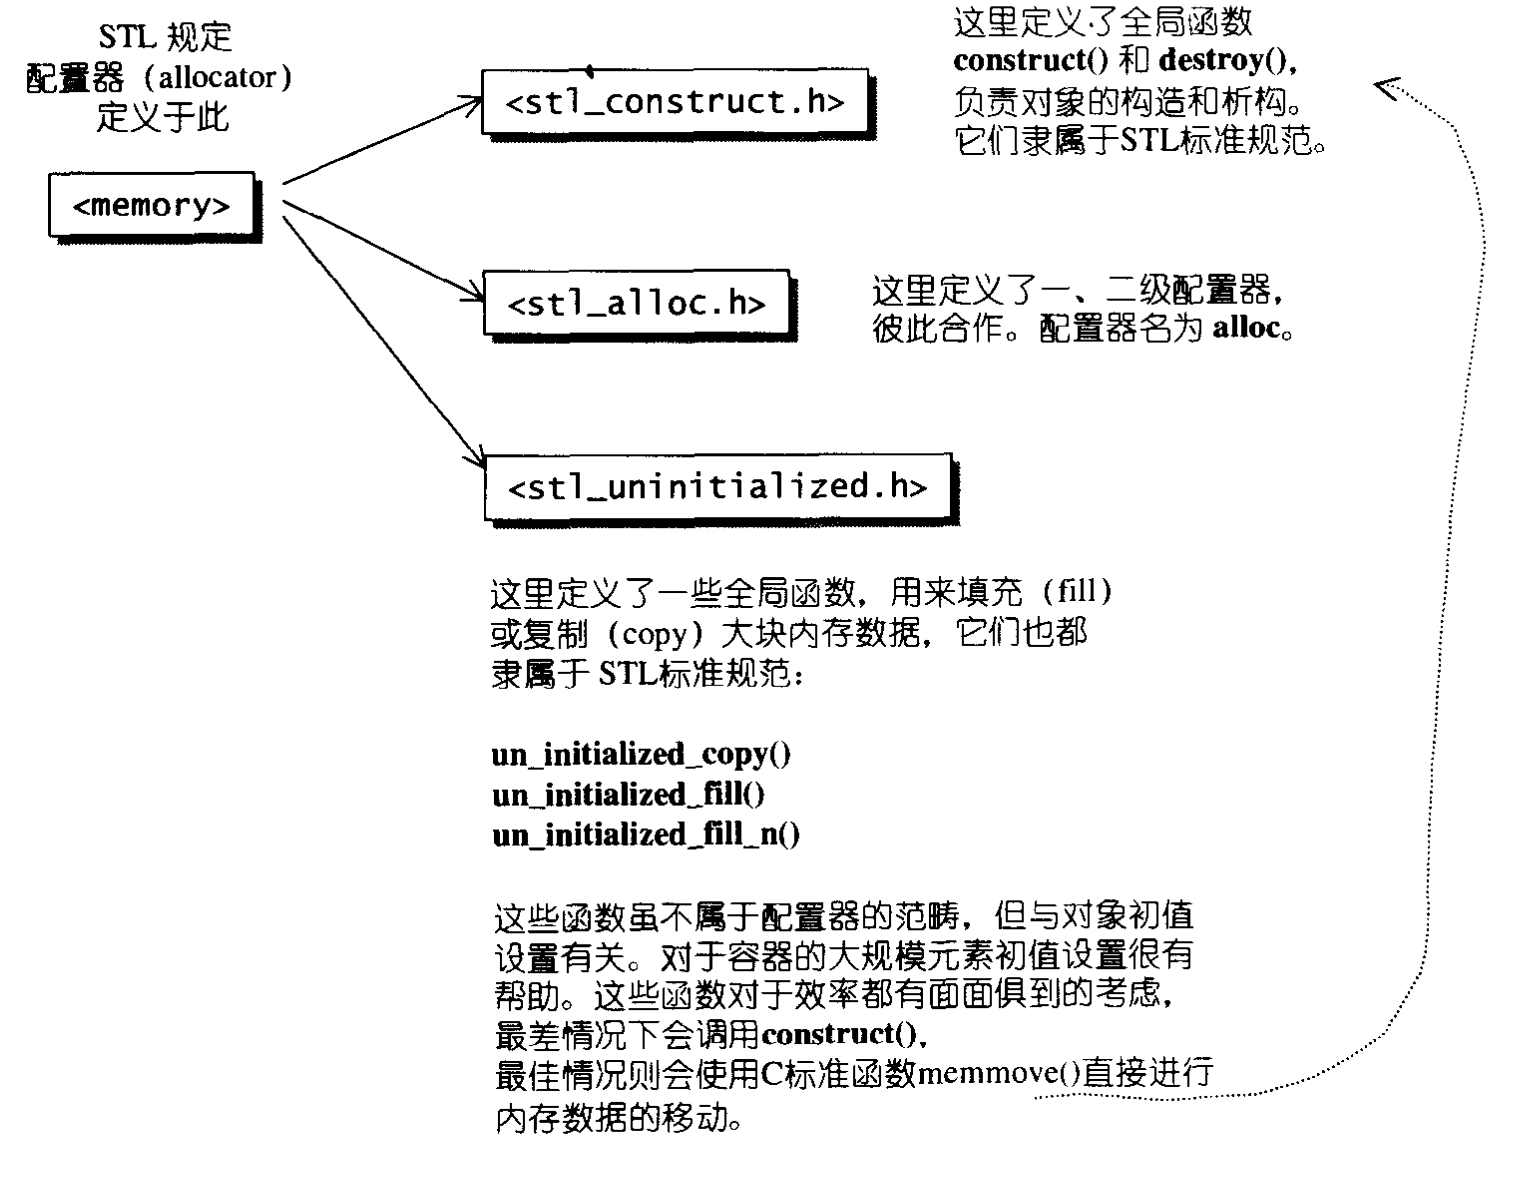 STL 规定
配置器（allocator）
定义于此
<memory>
<stl_construct.h>
这里定义了全局函数
construct() 和 destroy()，
负责对象的构造和析构。
它们隶属于STL标准规范。
<stl_alloc.h>
这里定义了一、二级配置器，
彼此合作。配置器名为 alloc。
<stl_uninitialized.h>
这里定义了一些全局函数，用来填充（fill）
或复制（copy）大块内存数据，它们也都
隶属于 STL标准规范：
un_initialized_copy()
un_initialized_fill()
un_initialized_fill_n()
这些函数虽不属于配置器的范畴，但与对象初值
设置有关。对于容器的大规模元素初值设置很有
帮助。这些函数对于效率都有面面俱到的考虑，
最差情况下会调用construct()，
最佳情况则会使用C标准函数memmove()直接进行
内存数据的移动。